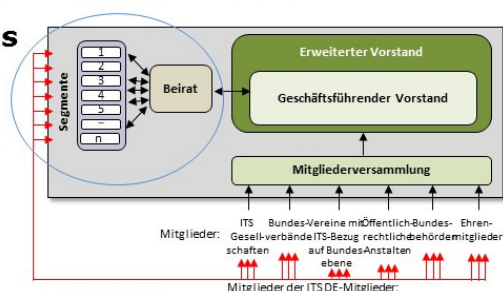 s
Segmente
1
2
3
4
5
–
n
Beirat
Erweiterter Vorstand
Geschäftsführender Vorstand
Mitgliederversammlung
Mitglieder:
ITS
Gesell-
schaften
Bundes-
verbände
Vereine mit
ITS-Bezug
auf Bundes-
ebene
Öffentlich-
rechtliche
Anstalten
Bundes-
behörden
Ehren-
mitglieder
Mitglieder der ITS DE-Mitglieder: